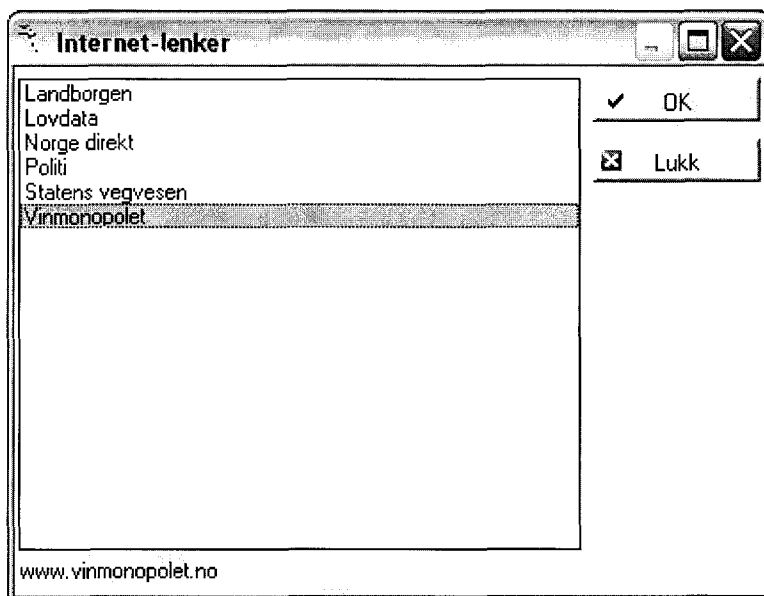 Internet-lenker
Landborgen
Lovdata
Norge direkt
Politi
Statens vegvesen
Vinmonopolet
OK
Lukk
www.vinmonopolet.no